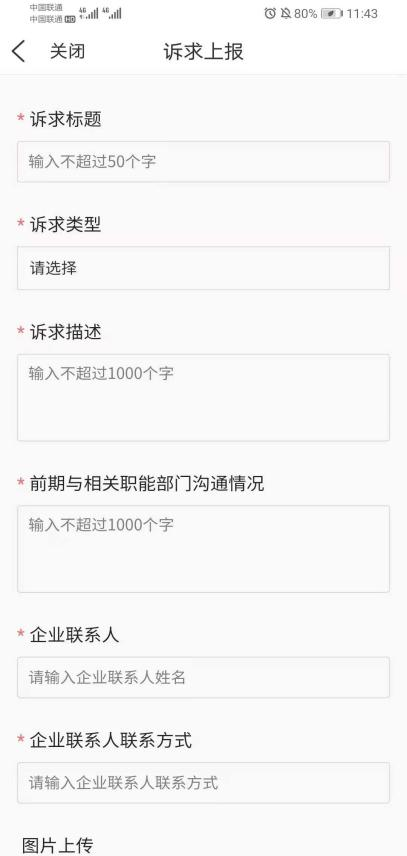 中国联通
中国联通 HD 4G 4G 80% 11:43
关闭 诉求上报
* 诉求标题
输入不超过50个字
* 诉求类型
请选择
* 诉求描述
输入不超过1000个字
* 前期与相关职能部门沟通情况
输入不超过1000个字
* 企业联系人
请输入企业联系人姓名
* 企业联系人联系方式
请输入企业联系人联系方式
图片上传